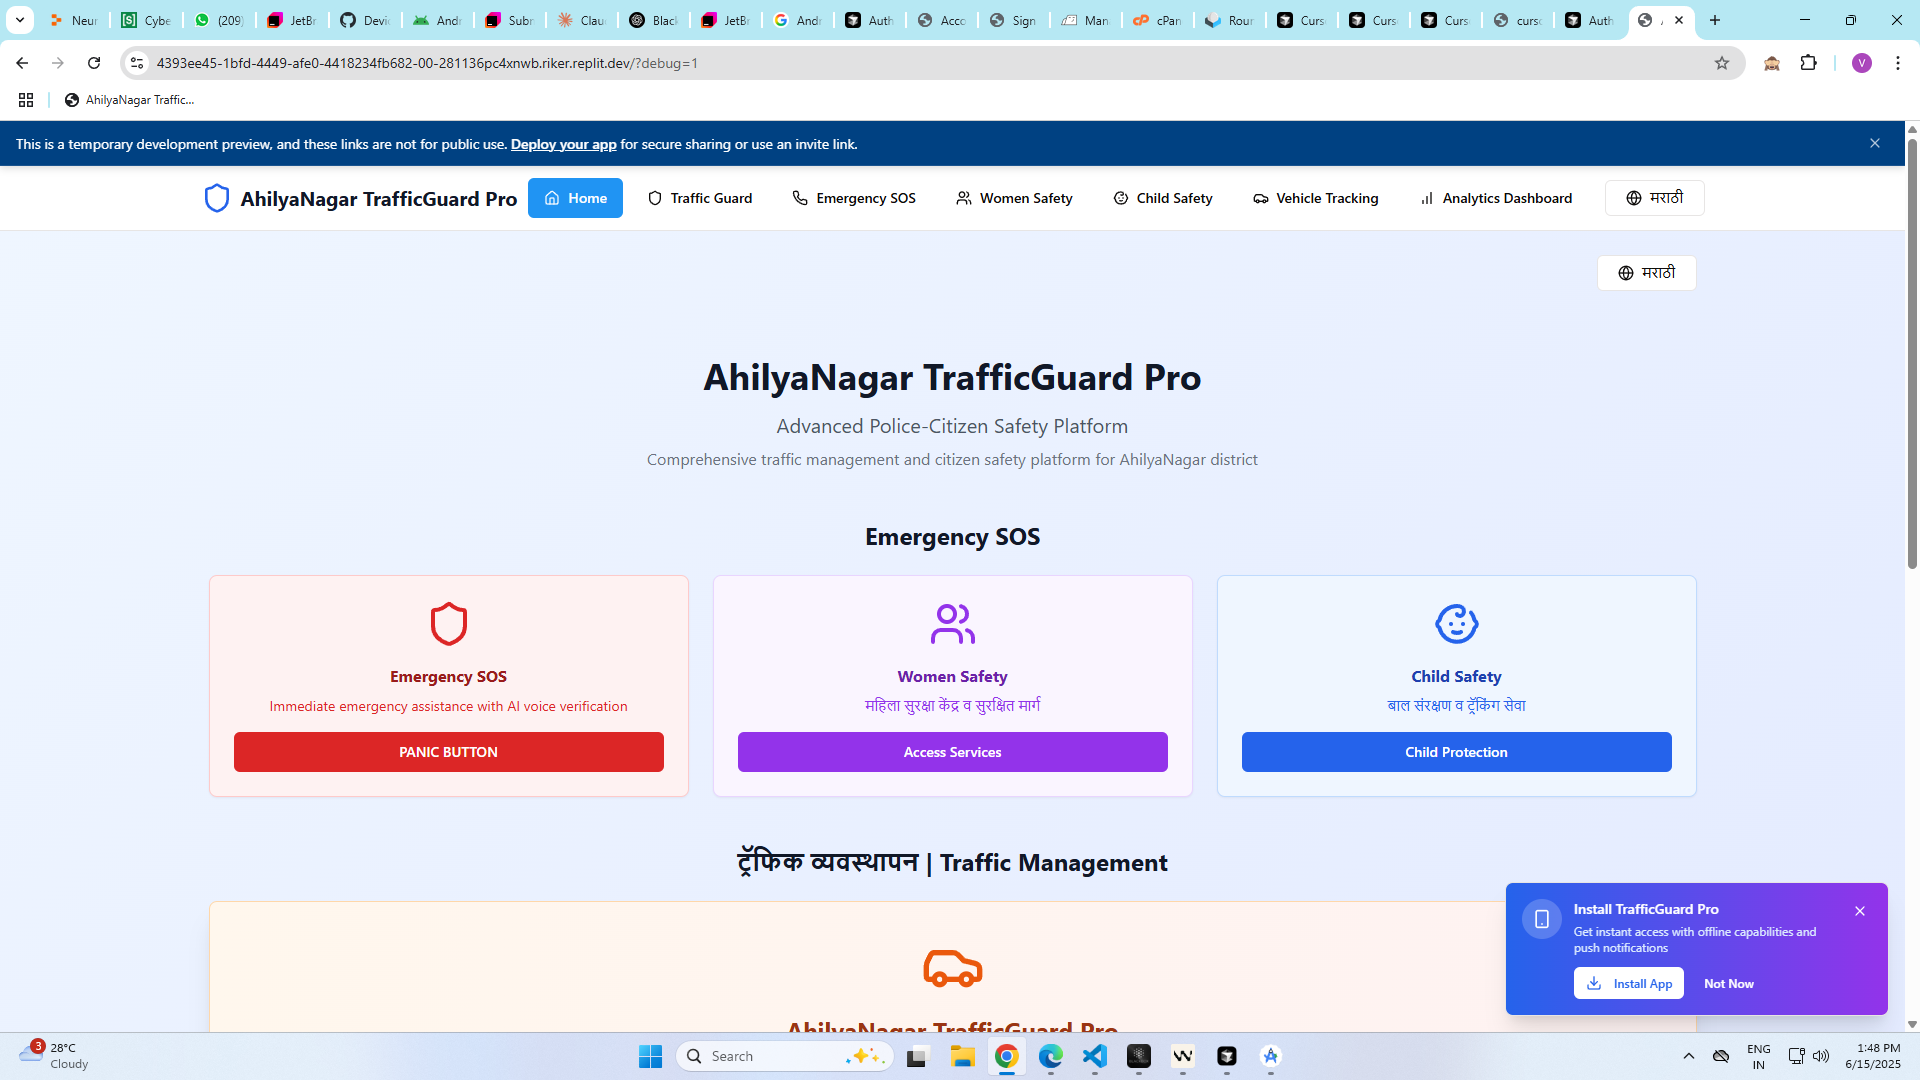 Neur
Cybe
(209)
JetBr
Devic
Andr
Subr
Clau
Black
JetBr
Andr
Auth
Acco
Sign
Man
cPan
Rour
Curs
Curs
Curs
curso
Auth
4393ee45-1bfd-4449-afe0-4418234fb682-00-281136pc4xnwb.riker.replit.dev/?debug=1
V
AhilyaNagar Traffic...
This is a temporary development preview, and these links are not for public use. Deploy your app for secure sharing or use an invite link.
AhilyaNagar TrafficGuard Pro
Home
Traffic Guard
Emergency SOS
Women Safety
Child Safety
Vehicle Tracking
Analytics Dashboard
मराठी
मराठी
AhilyaNagar TrafficGuard Pro
Advanced Police-Citizen Safety Platform
Comprehensive traffic management and citizen safety platform for AhilyaNagar district
Emergency SOS
Emergency SOS
Immediate emergency assistance with AI voice verification
PANIC BUTTON
Women Safety
महिला सुरक्षा केंद्र व सुरक्षित मार्ग
Access Services
Child Safety
बाल संरक्षण व ट्रॅकिंग सेवा
Child Protection
ट्रॅफिक व्यवस्थापन | Traffic Management
AhilyaNagar TrafficGuard Pro
Install TrafficGuard Pro
Get instant access with offline capabilities and
push notifications
Install App
Not Now
3
28°C
Cloudy
Search
ENG
IN
1:48 PM
6/15/2025